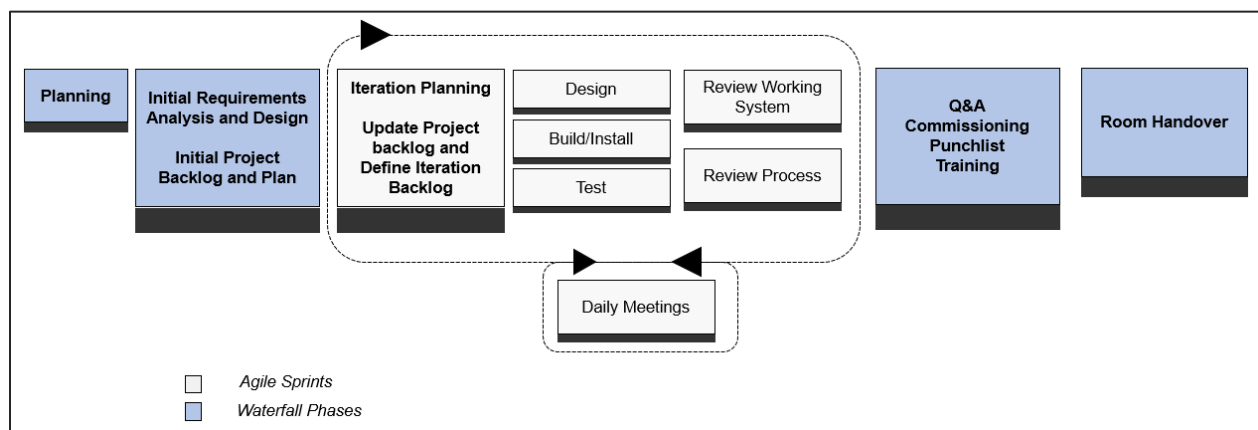 Planning
Initial Requirements
Analysis and Design
Initial Project
Backlog and Plan
Iteration Planning
Update Project
backlog and
Define Iteration
Backlog
Design
Build/Install
Test
Review Working
System
Review Process
Daily Meetings
Q&A
Commissioning
Punchlist
Training
Room Handover
Agile Sprints
Waterfall Phases